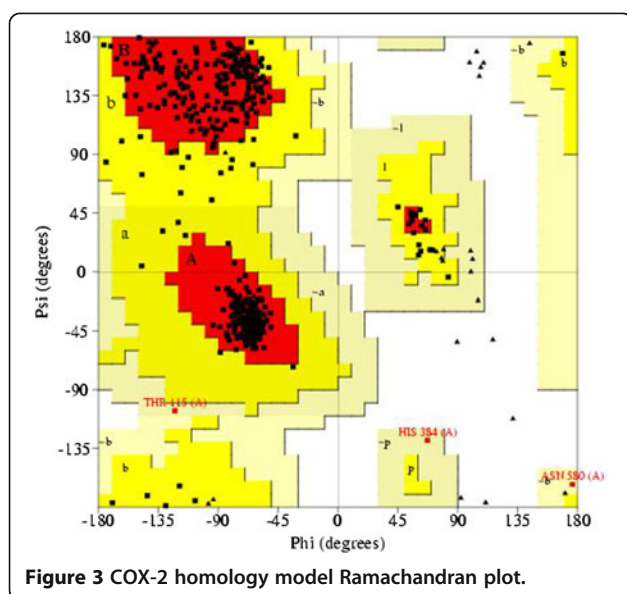 180
B
~b
b
135
b
~b
~l
90
l
45
a
A
Psi (degrees)
0
~a
-45
-90
THR 115 (A)
HIS 384 (A)
-135
~b
~p
b
p
ASN 580 (A)
~b
-180
-135
-90
-45
0
45
90
135
180
Phi (degrees)
Figure 3 COX-2 homology model Ramachandran plot.